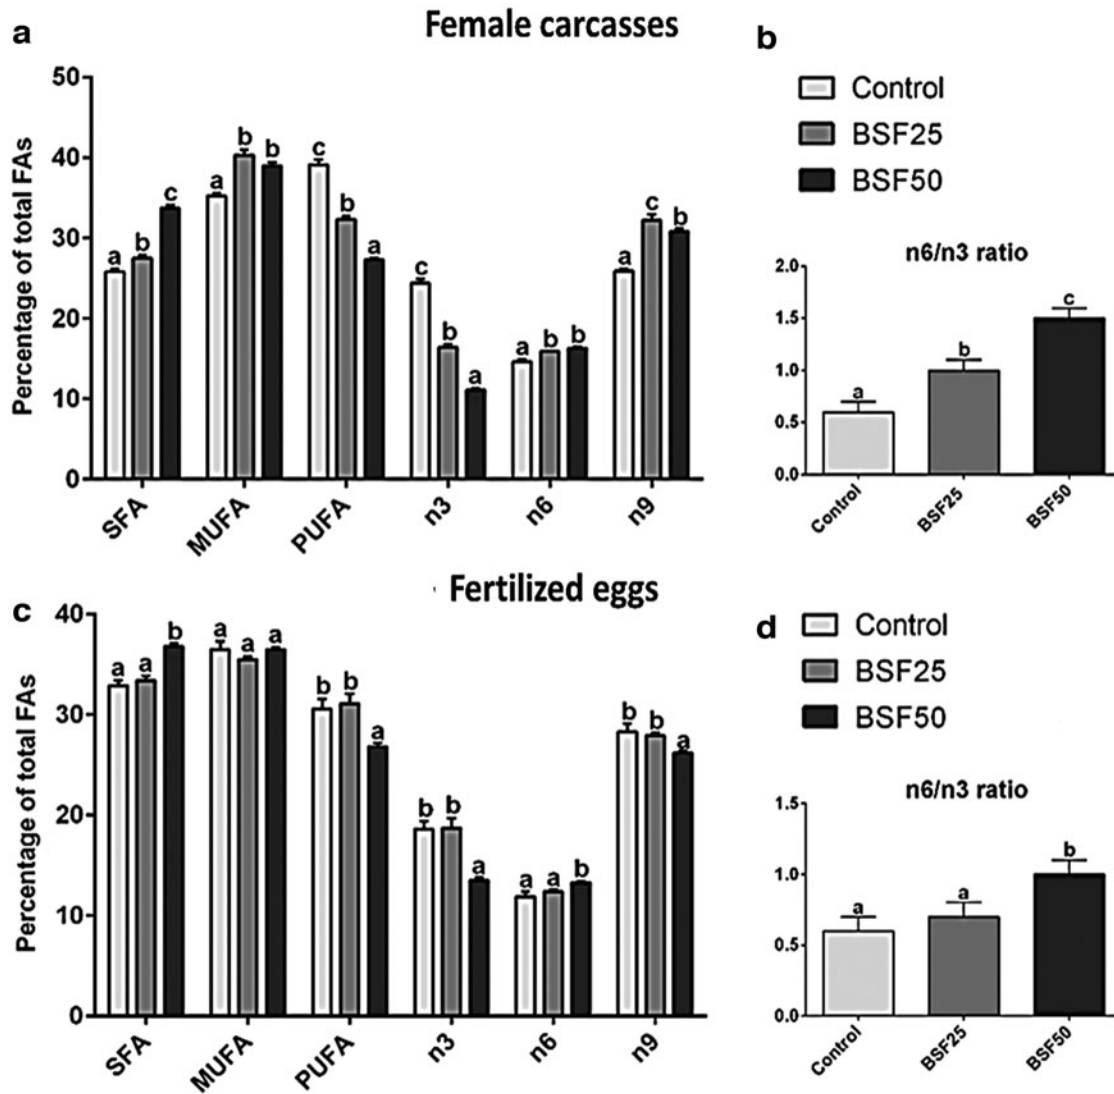 a
Female carcasses
Percentage of total FAs
50
40
30
20
10
0
a
b
c
a
b
b
c
b
a
c
b
a
a
b
b
a
c
b
SFA
MUFA
PUFA
n3
n6
n9
b
Control
BSF25
BSF50
n6/n3 ratio
2.0
1.5
1.0
0.5
0.0
a
b
c
Control
BSF25
BSF50
c
Fertilized eggs
Percentage of total FAs
40
30
20
10
0
a
a
b
a
a
a
b
b
a
b
b
a
a
a
b
b
b
a
SFA
MUFA
PUFA
n3
n6
n9
d
Control
BSF25
BSF50
n6/n3 ratio
1.5
1.0
0.5
0.0
a
a
b
Control
BSF25
BSF50